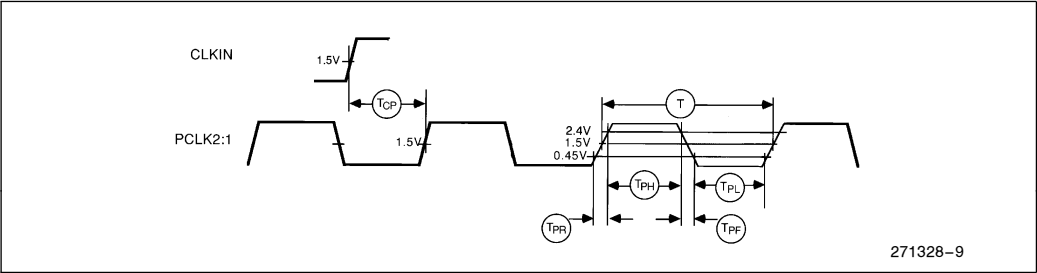 CLKIN
1.5V
TCP
T
PCLK2:1
1.5V
2.4V
1.5V
0.45V
TPH
TPL
TPR
TPF
271328-9